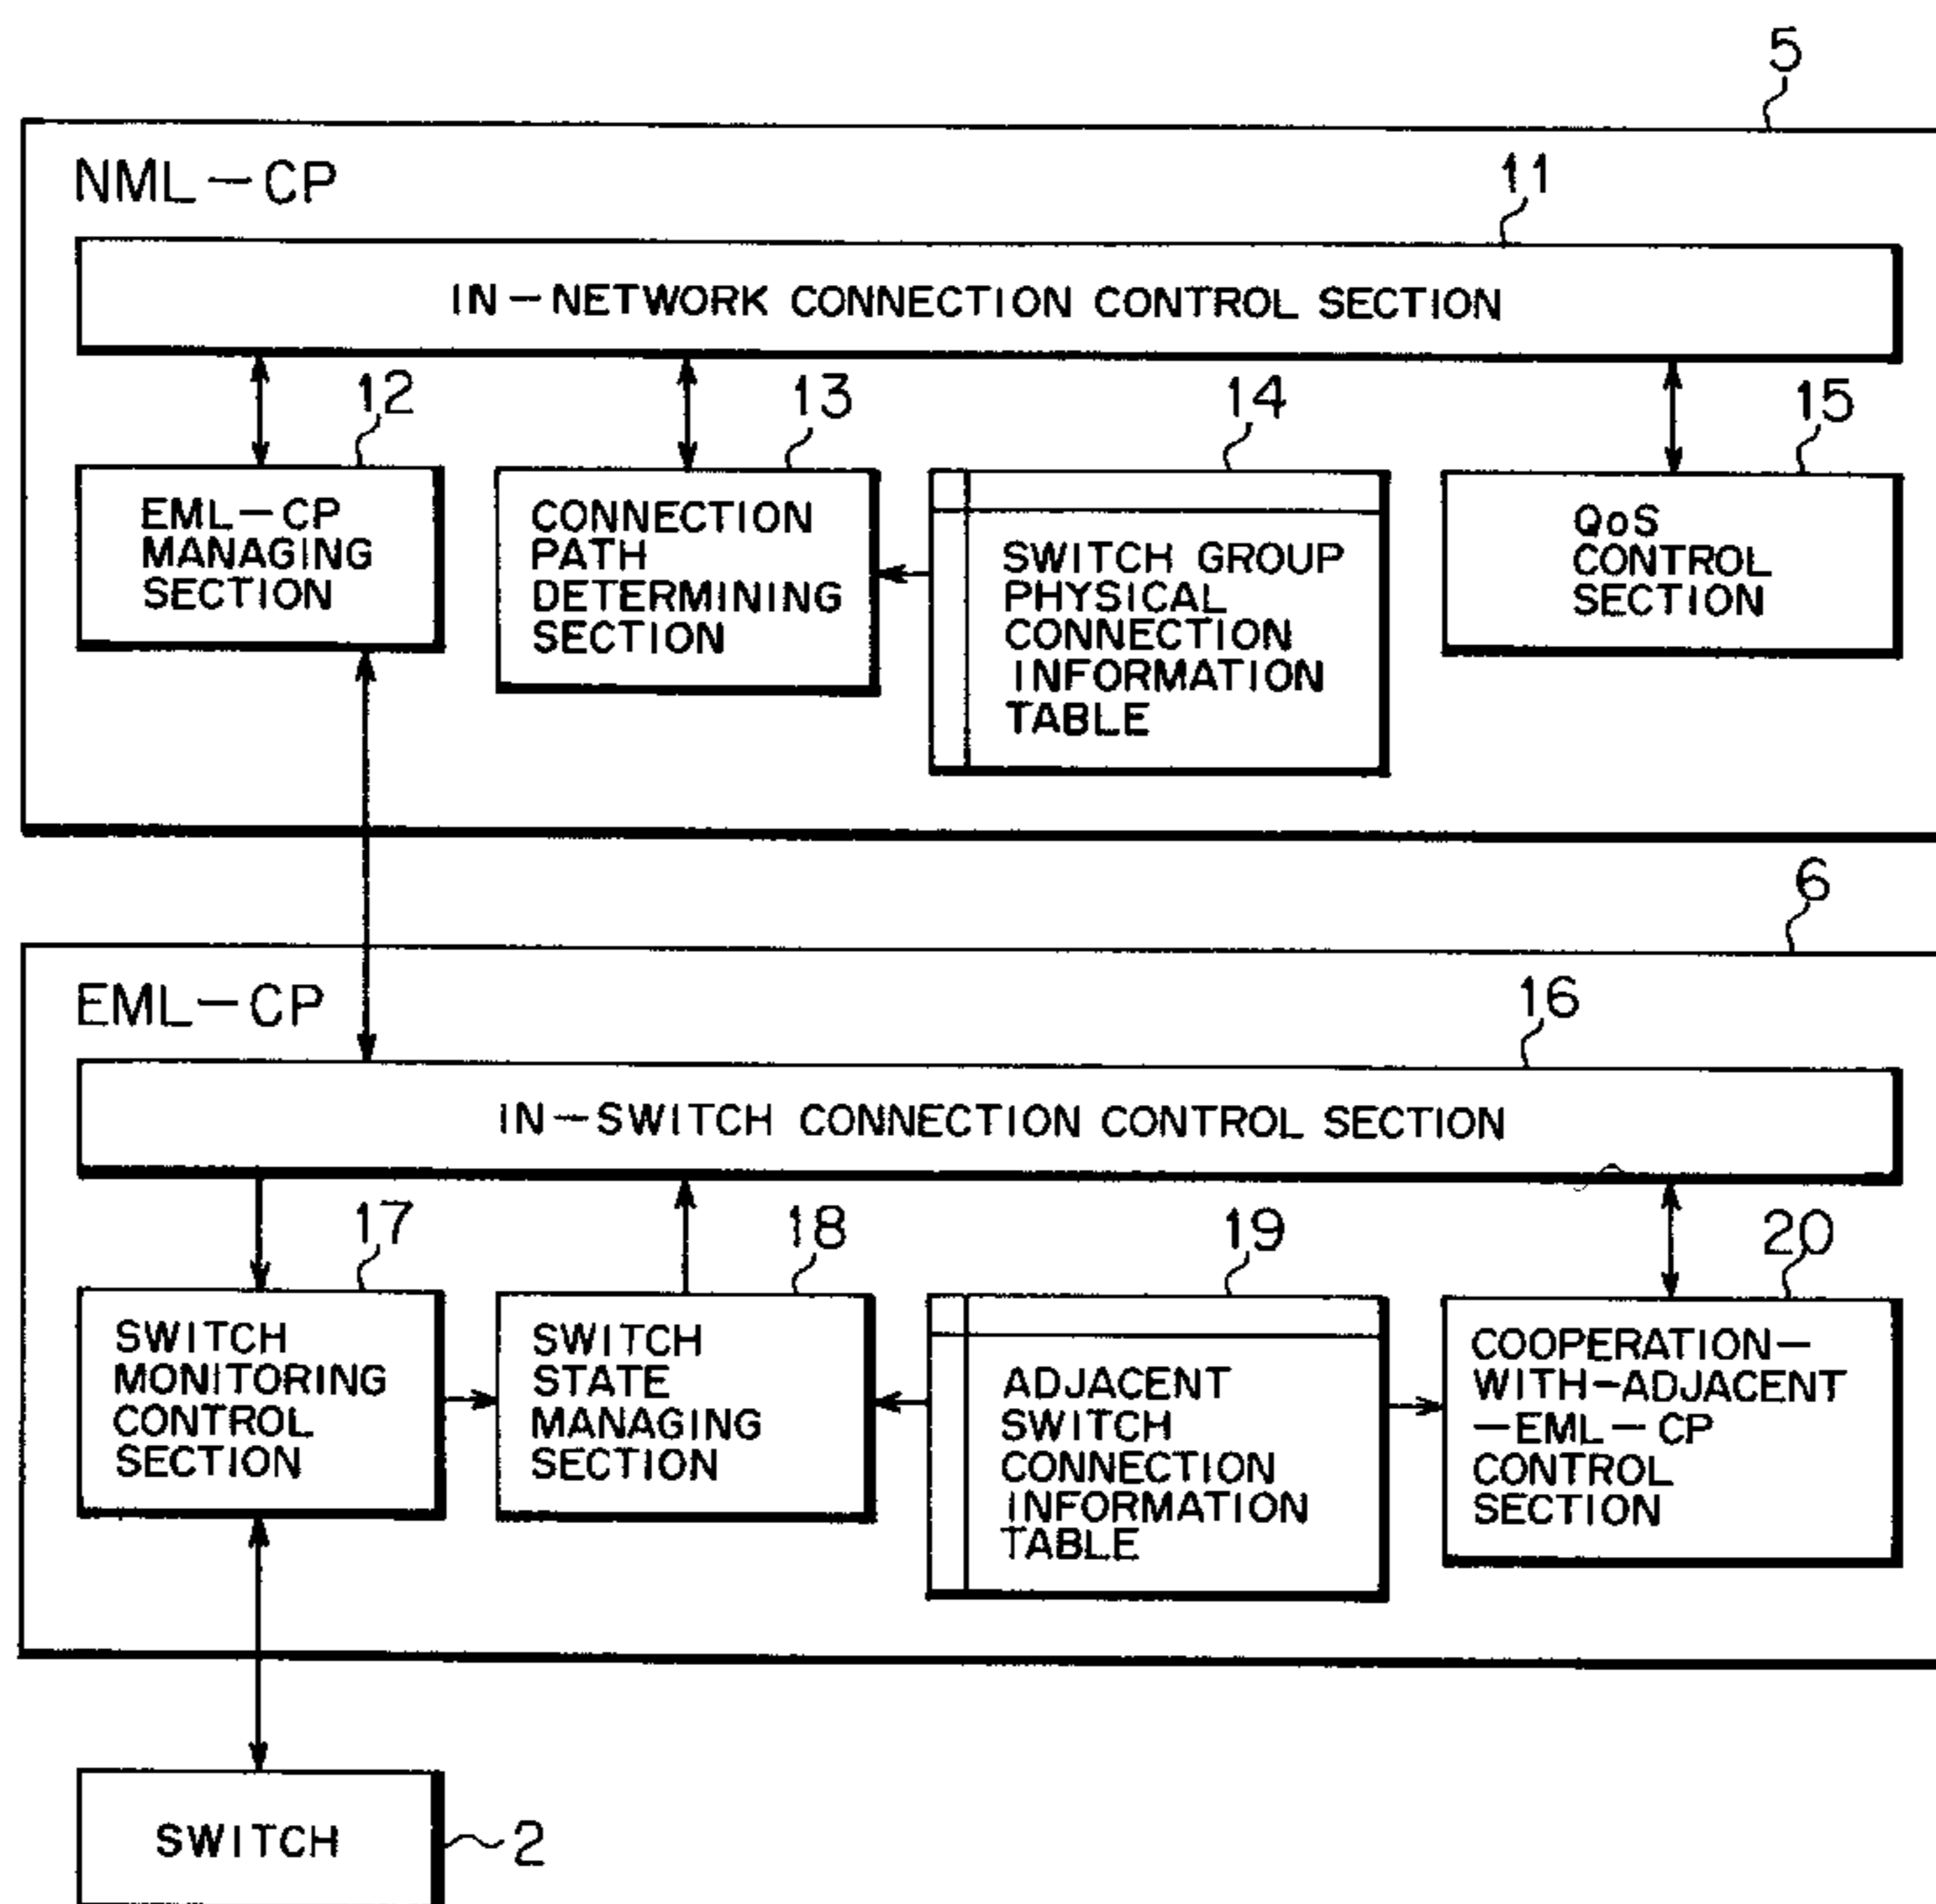 5
NML-CP
11
IN-NETWORK CONNECTION CONTROL SECTION
12
13
14
15
EML-CP
MANAGING
SECTION
CONNECTION
PATH
DETERMINING
SECTION
SWITCH GROUP
PHYSICAL
CONNECTION
INFORMATION
TABLE
QoS
CONTROL
SECTION
6
EML-CP
16
IN-SWITCH CONNECTION CONTROL SECTION
17
18
19
20
SWITCH
MONITORING
CONTROL
SECTION
SWITCH
STATE
MANAGING
SECTION
ADJACENT
SWITCH
CONNECTION
INFORMATION
TABLE
COOPERATION-
WITH-ADJACENT
-EML-CP
CONTROL
SECTION
SWITCH
2